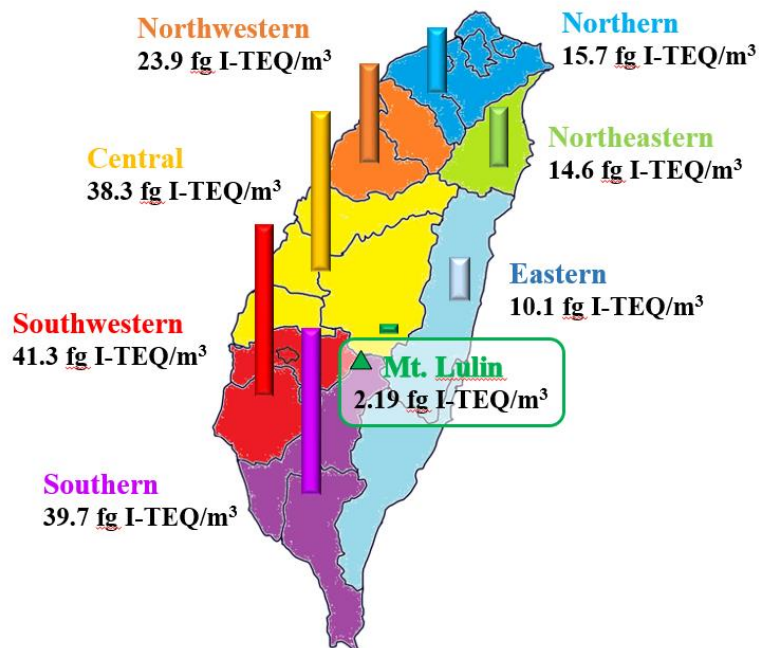 Northwestern
23.9 fg I-TEQ/m³
Northern
15.7 fg I-TEQ/m³
Central
38.3 fg I-TEQ/m³
Northeastern
14.6 fg I-TEQ/m³
Eastern
10.1 fg I-TEQ/m³
Southwestern
41.3 fg I-TEQ/m³
Mt. Lulin
2.19 fg I-TEQ/m³
Southern
39.7 fg I-TEQ/m³